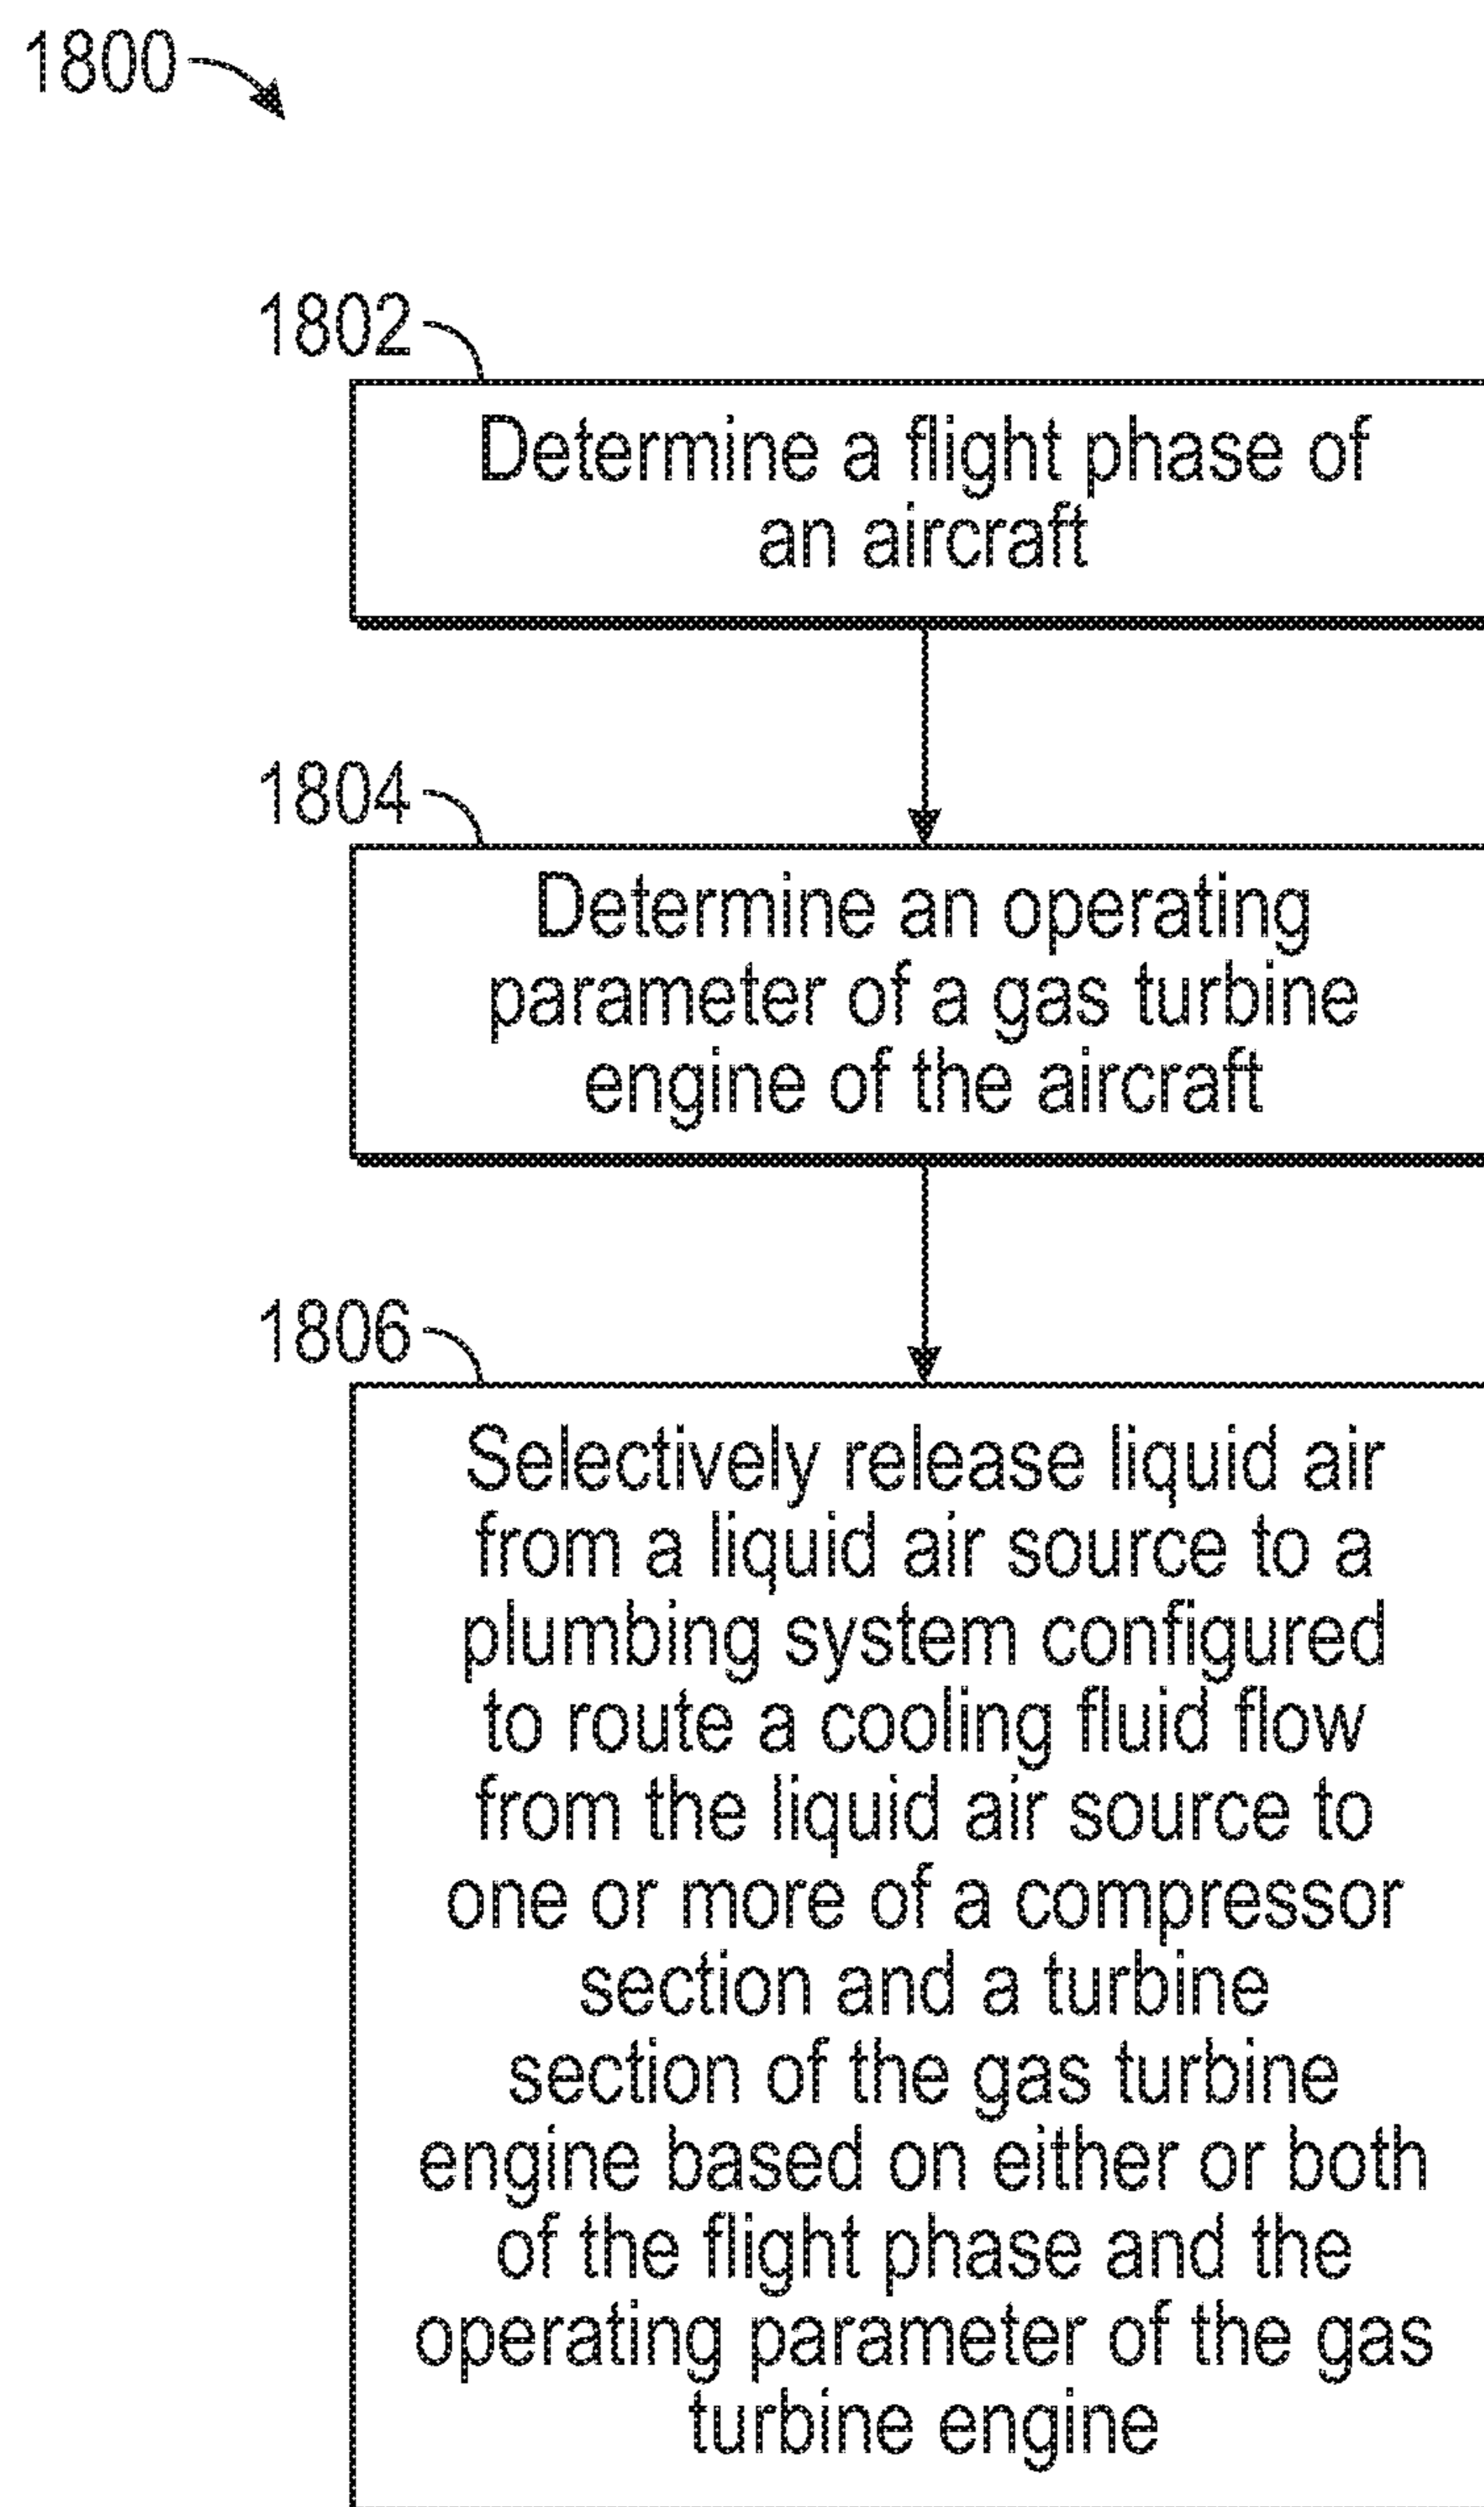 1800
1802
Determine a flight phase of
an aircraft
1804
Determine an operating
parameter of a gas turbine
engine of the aircraft
1806
Selectively release liquid air
from a liquid air source to a
plumbing system configured
to route a cooling fluid flow
from the liquid air source to
one or more of a compressor
section and a turbine
section of the gas turbine
engine based on either or both
of the flight phase and the
operating parameter of the gas
turbine engine